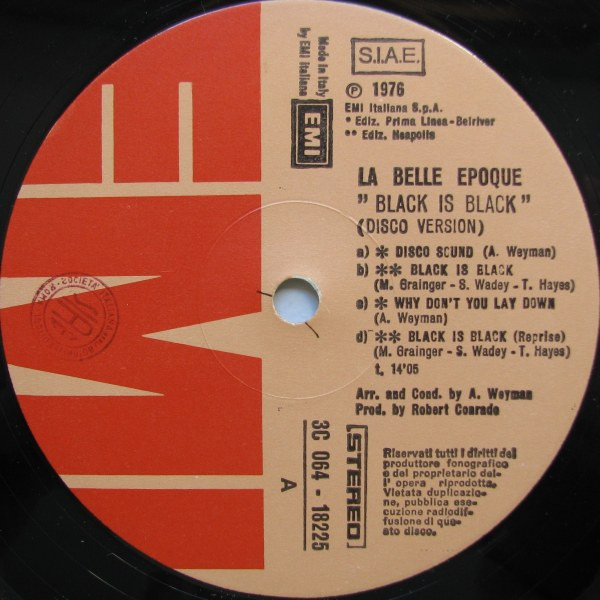 S.I.A.E.
Made in Italy
by EMI Italiana
EMI
℗ 1976
EMI Italiana S.p.A.
* Ediz. Prima Linea-Belriver
** Ediz. Neapolis
LA BELLE EPOQUE
" BLACK IS BLACK "
(DISCO VERSION)
a) * DISCO SOUND (A. Weyman)
b) ** BLACK IS BLACK
(M. Grainger - S. Wadey - T. Hayes)
c) * WHY DON'T YOU LAY DOWN
(A. Weyman)
d) ** BLACK IS BLACK (Reprise)
(M. Grainger - S. Wadey - T. Hayes)
t. 14'05
Arr. and Cond. by A. Weyman
Prod. by Robert Conrado
3C 064 - 18225
A
STEREO
Riservati tutti i diritti del
produttore fonografico
e del proprietario del-
l' opera riprodotta.
Vietata duplicazio-
ne, pubblica ese-
cuzione radiodif-
fusione di que-
sto disco.
EMI